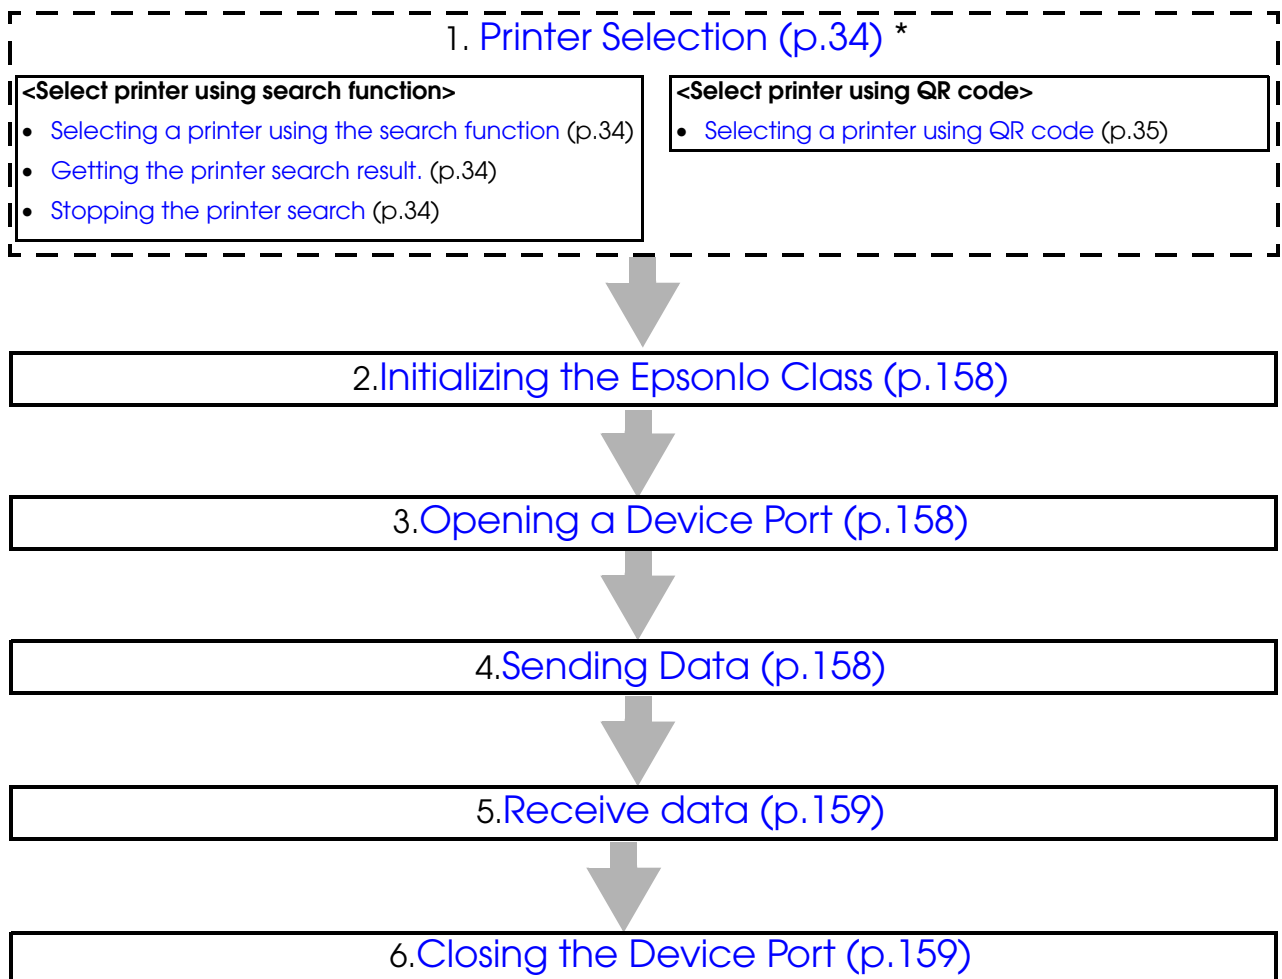 1. Printer Selection (p.34) *
<Select printer using search function>
• Selecting a printer using the search function (p.34)
• Getting the printer search result. (p.34)
• Stopping the printer search (p.34)
<Select printer using QR code>
• Selecting a printer using QR code (p.35)
2.Initializing the EpsonIo Class (p.158)
3.Opening a Device Port (p.158)
4.Sending Data (p.158)
5.Receive data (p.159)
6.Closing the Device Port (p.159)